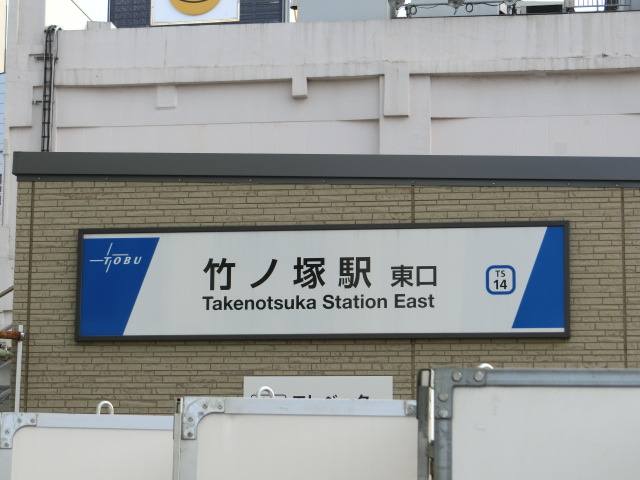 TOBU
竹ノ塚駅 東口
Takenotsuka Station East
TS
14